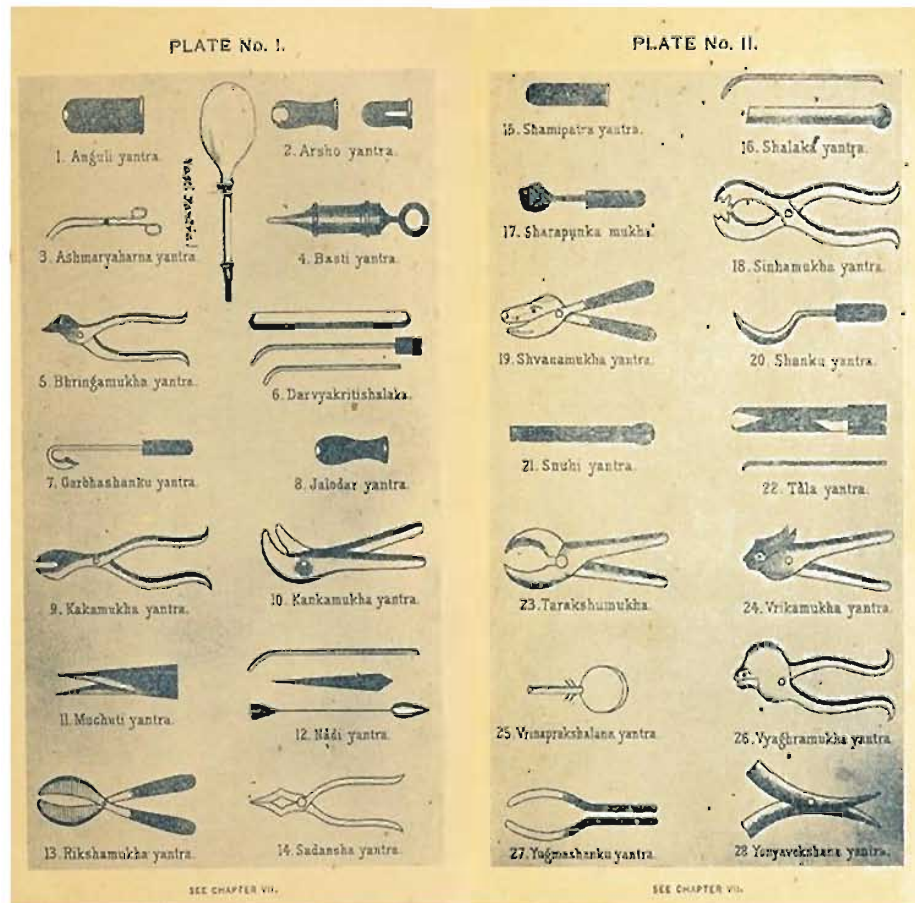 PLATE No. I.
1. Anguli yantra.
Vasti Yantra
2. Arsho yantra.
3. Ashmaryaharna yantra.
4. Basti yantra.
5. Bhringamukha yantra.
6. Darvyakritishalaka.
7. Garbhashanku yantra.
8. Jalodar yantra.
9. Kakamukha yantra.
10. Kankamukha yantra.
11. Muchuti yantra.
12. Nâdi yantra.
13. Rikshamukha yantra.
14. Sadansha yantra.
SEE CHAPTER VII.
PLATE No. II.
15. Shamipatra yantra.
16. Shalaka yantra.
17. Sharapunka mukha
18. Sinhamukha yantra.
19. Shvanamukha yantra.
20. Shanku yantra.
21. Snuhi yantra.
22. Tâla yantra.
23. Tarakshumukha.
24. Vrikamukha yantra.
25. Vrinaprakshalana yantra.
26. Vyaghramukha yantra.
27. Yugmashanku yantra.
28 Yonyavekshana yantra.
SEE CHAPTER VII.